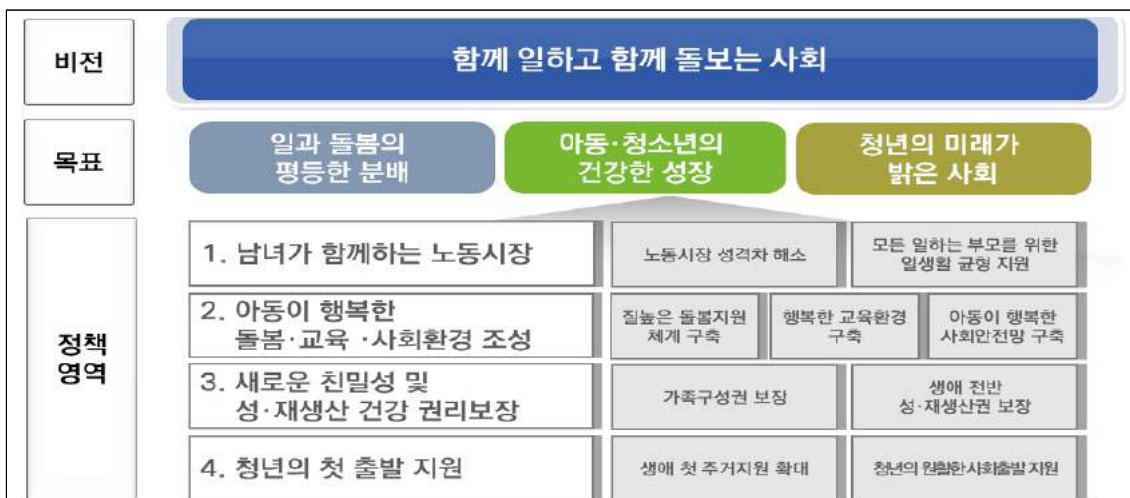 비전
함께 일하고 함께 돌보는 사회
목표
일과 돌봄의
평등한 분배
아동·청소년의
건강한 성장
청년의 미래가
밝은 사회
정책
영역
1. 남녀가 함께하는 노동시장
노동시장 성격차 해소
모든 일하는 부모를 위한
일생활 균형 지원
2. 아동이 행복한
돌봄·교육 ·사회환경 조성
질높은 돌봄지원
체계 구축
행복한 교육환경
구축
아동이 행복한
사회안전망 구축
3. 새로운 친밀성 및
성·재생산 건강 권리보장
가족구성권 보장
생애 전반
성·재생산권 보장
4. 청년의 첫 출발 지원
생애 첫 주거지원 확대
청년의 원활한 사회출발 지원